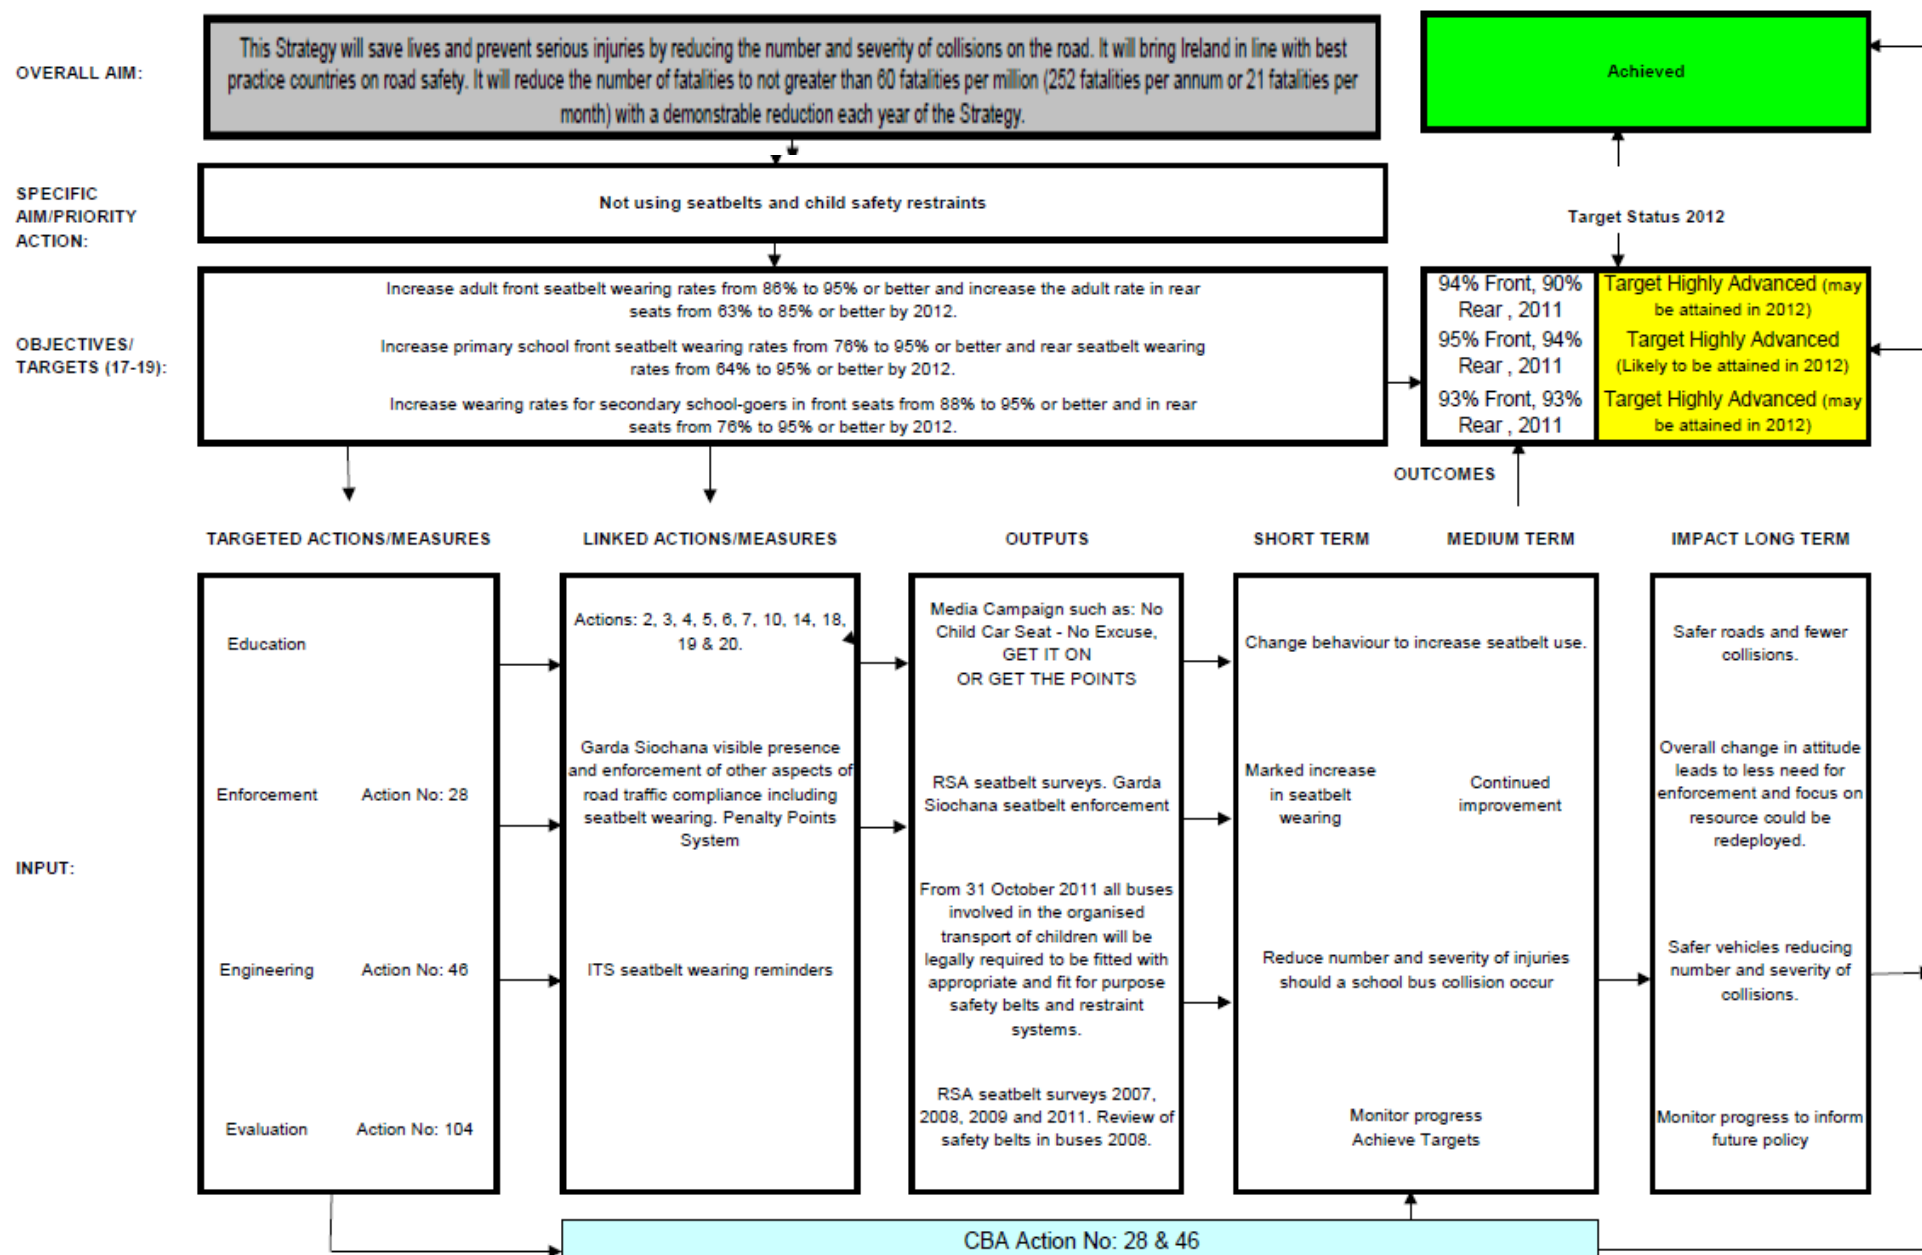 OVERALL AIM:
This Strategy will save lives and prevent serious injuries by reducing the number and severity of collisions on the road. It will bring Ireland in line with best
practice countries on road safety. It will reduce the number of fatalities to not greater than 60 fatalities per million (252 fatalities per annum or 21 fatalities per
month) with a demonstrable reduction each year of the Strategy.
Achieved
SPECIFIC
AIM/PRIORITY
ACTION:
Not using seatbelts and child safety restraints
Target Status 2012
OBJECTIVES/
TARGETS (17-19):
Increase adult front seatbelt wearing rates from 86% to 95% or better and increase the adult rate in rear
seats from 63% to 85% or better by 2012.
Increase primary school front seatbelt wearing rates from 76% to 95% or better and rear seatbelt wearing
rates from 64% to 95% or better by 2012.
Increase wearing rates for secondary school-goers in front seats from 88% to 95% or better and in rear
seats from 76% to 95% or better by 2012.
94% Front, 90%
Rear , 2011
Target Highly Advanced (may
be attained in 2012)
95% Front, 94%
Rear , 2011
Target Highly Advanced
(Likely to be attained in 2012)
93% Front, 93%
Rear , 2011
Target Highly Advanced (may
be attained in 2012)
OUTCOMES
TARGETED ACTIONS/MEASURES
LINKED ACTIONS/MEASURES
OUTPUTS
SHORT TERM
MEDIUM TERM
IMPACT LONG TERM
INPUT:
Education
Actions: 2, 3, 4, 5, 6, 7, 10, 14, 18,
19 & 20.
Media Campaign such as: No
Child Car Seat - No Excuse,
GET IT ON
OR GET THE POINTS
Change behaviour to increase seatbelt use.
Safer roads and fewer
collisions.
Enforcement
Action No: 28
Garda Siochana visible presence
and enforcement of other aspects of
road traffic compliance including
seatbelt wearing. Penalty Points
System
RSA seatbelt surveys. Garda
Siochana seatbelt enforcement
Marked increase
in seatbelt
wearing
Continued
improvement
Overall change in attitude
leads to less need for
enforcement and focus on
resource could be
redeployed.
Engineering
Action No: 46
ITS seatbelt wearing reminders
From 31 October 2011 all buses
involved in the organised
transport of children will be
legally required to be fitted with
appropriate and fit for purpose
safety belts and restraint
systems.
Reduce number and severity of injuries
should a school bus collision occur
Safer vehicles reducing
number and severity of
collisions.
Evaluation
Action No: 104
RSA seatbelt surveys 2007,
2008, 2009 and 2011. Review of
safety belts in buses 2008.
Monitor progress
Achieve Targets
Monitor progress to inform
future policy
CBA Action No: 28 & 46